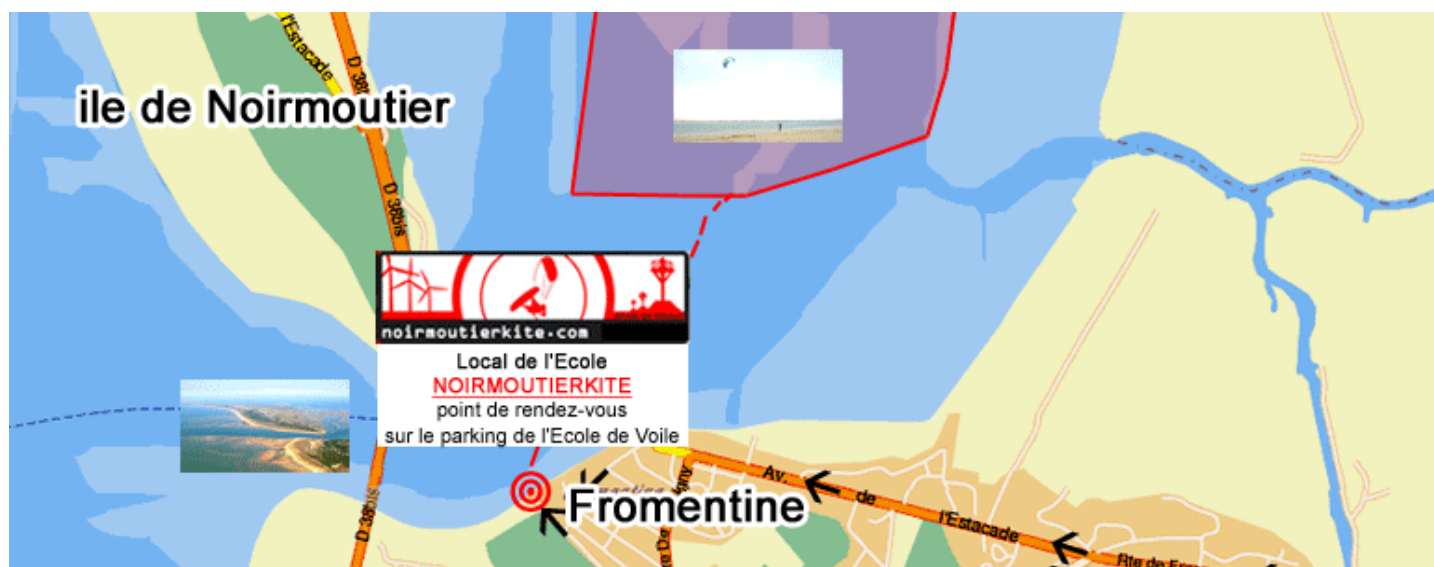 l'Estacade
D 38bis
ile de Noirmoutier
D 38bis
noirmoutierkite.com
Local de l'Ecole
NOIRMOUTIERKITE
point de rendez-vous
sur le parking de l'Ecole de Voile
D 38bis
Av. de l'Estacade
Fromentine
Rte de